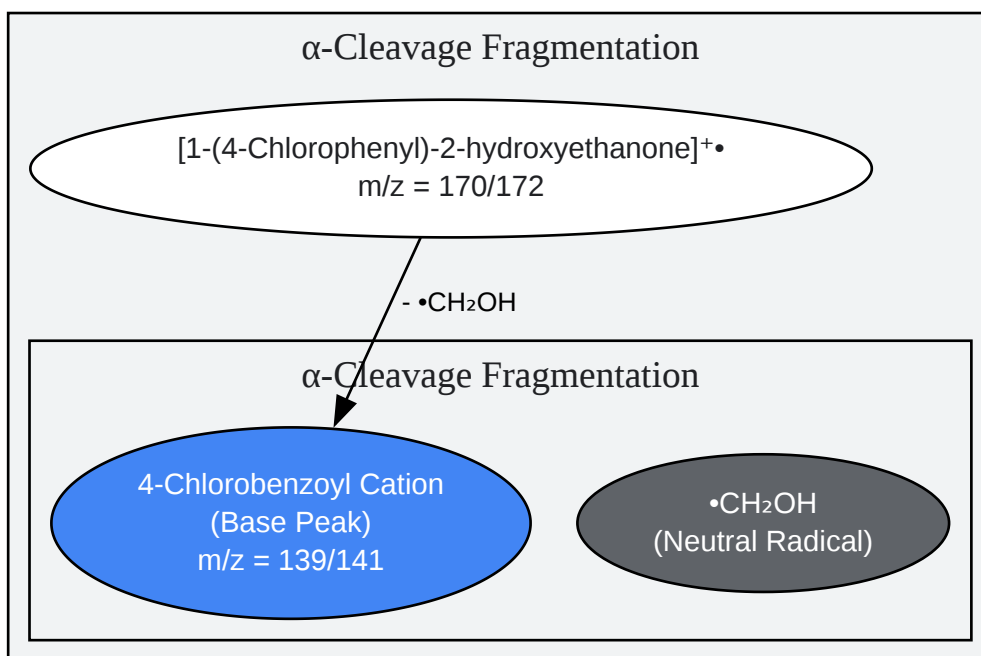 α-Cleavage Fragmentation
[1-(4-Chlorophenyl)-2-hydroxyethanone]⁺•
m/z = 170/172
- •CH₂OH
α-Cleavage Fragmentation
4-Chlorobenzoyl Cation
(Base Peak)
m/z = 139/141
•CH₂OH
(Neutral Radical)